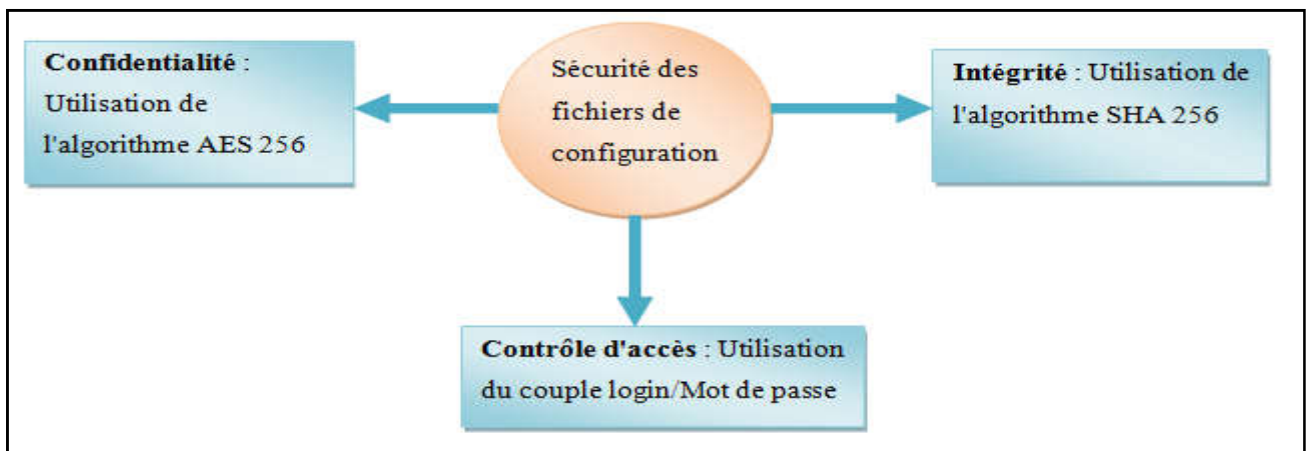 Confidentialité :
Utilisation de
l'algorithme AES 256
Sécurité des
fichiers de
configuration
Intégrité : Utilisation de
l'algorithme SHA 256
Contrôle d'accès : Utilisation
du couple login/Mot de passe